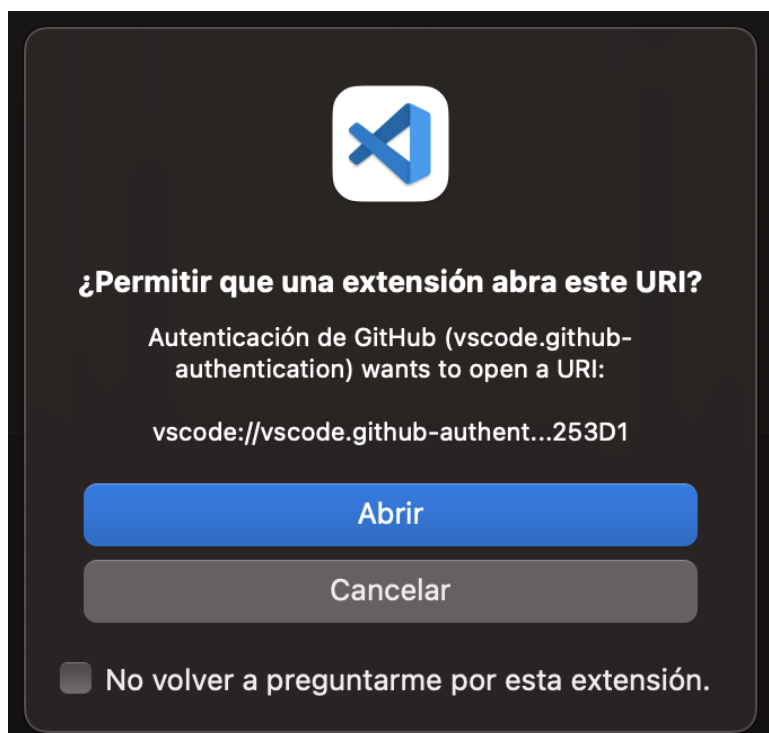 ¿Permitir que una extensión abra este URI?
Autenticación de GitHub (vscode.github-
authentication) wants to open a URI:
vscode://vscode.github-authent...253D1
Abrir
Cancelar
No volver a preguntarme por esta extensión.